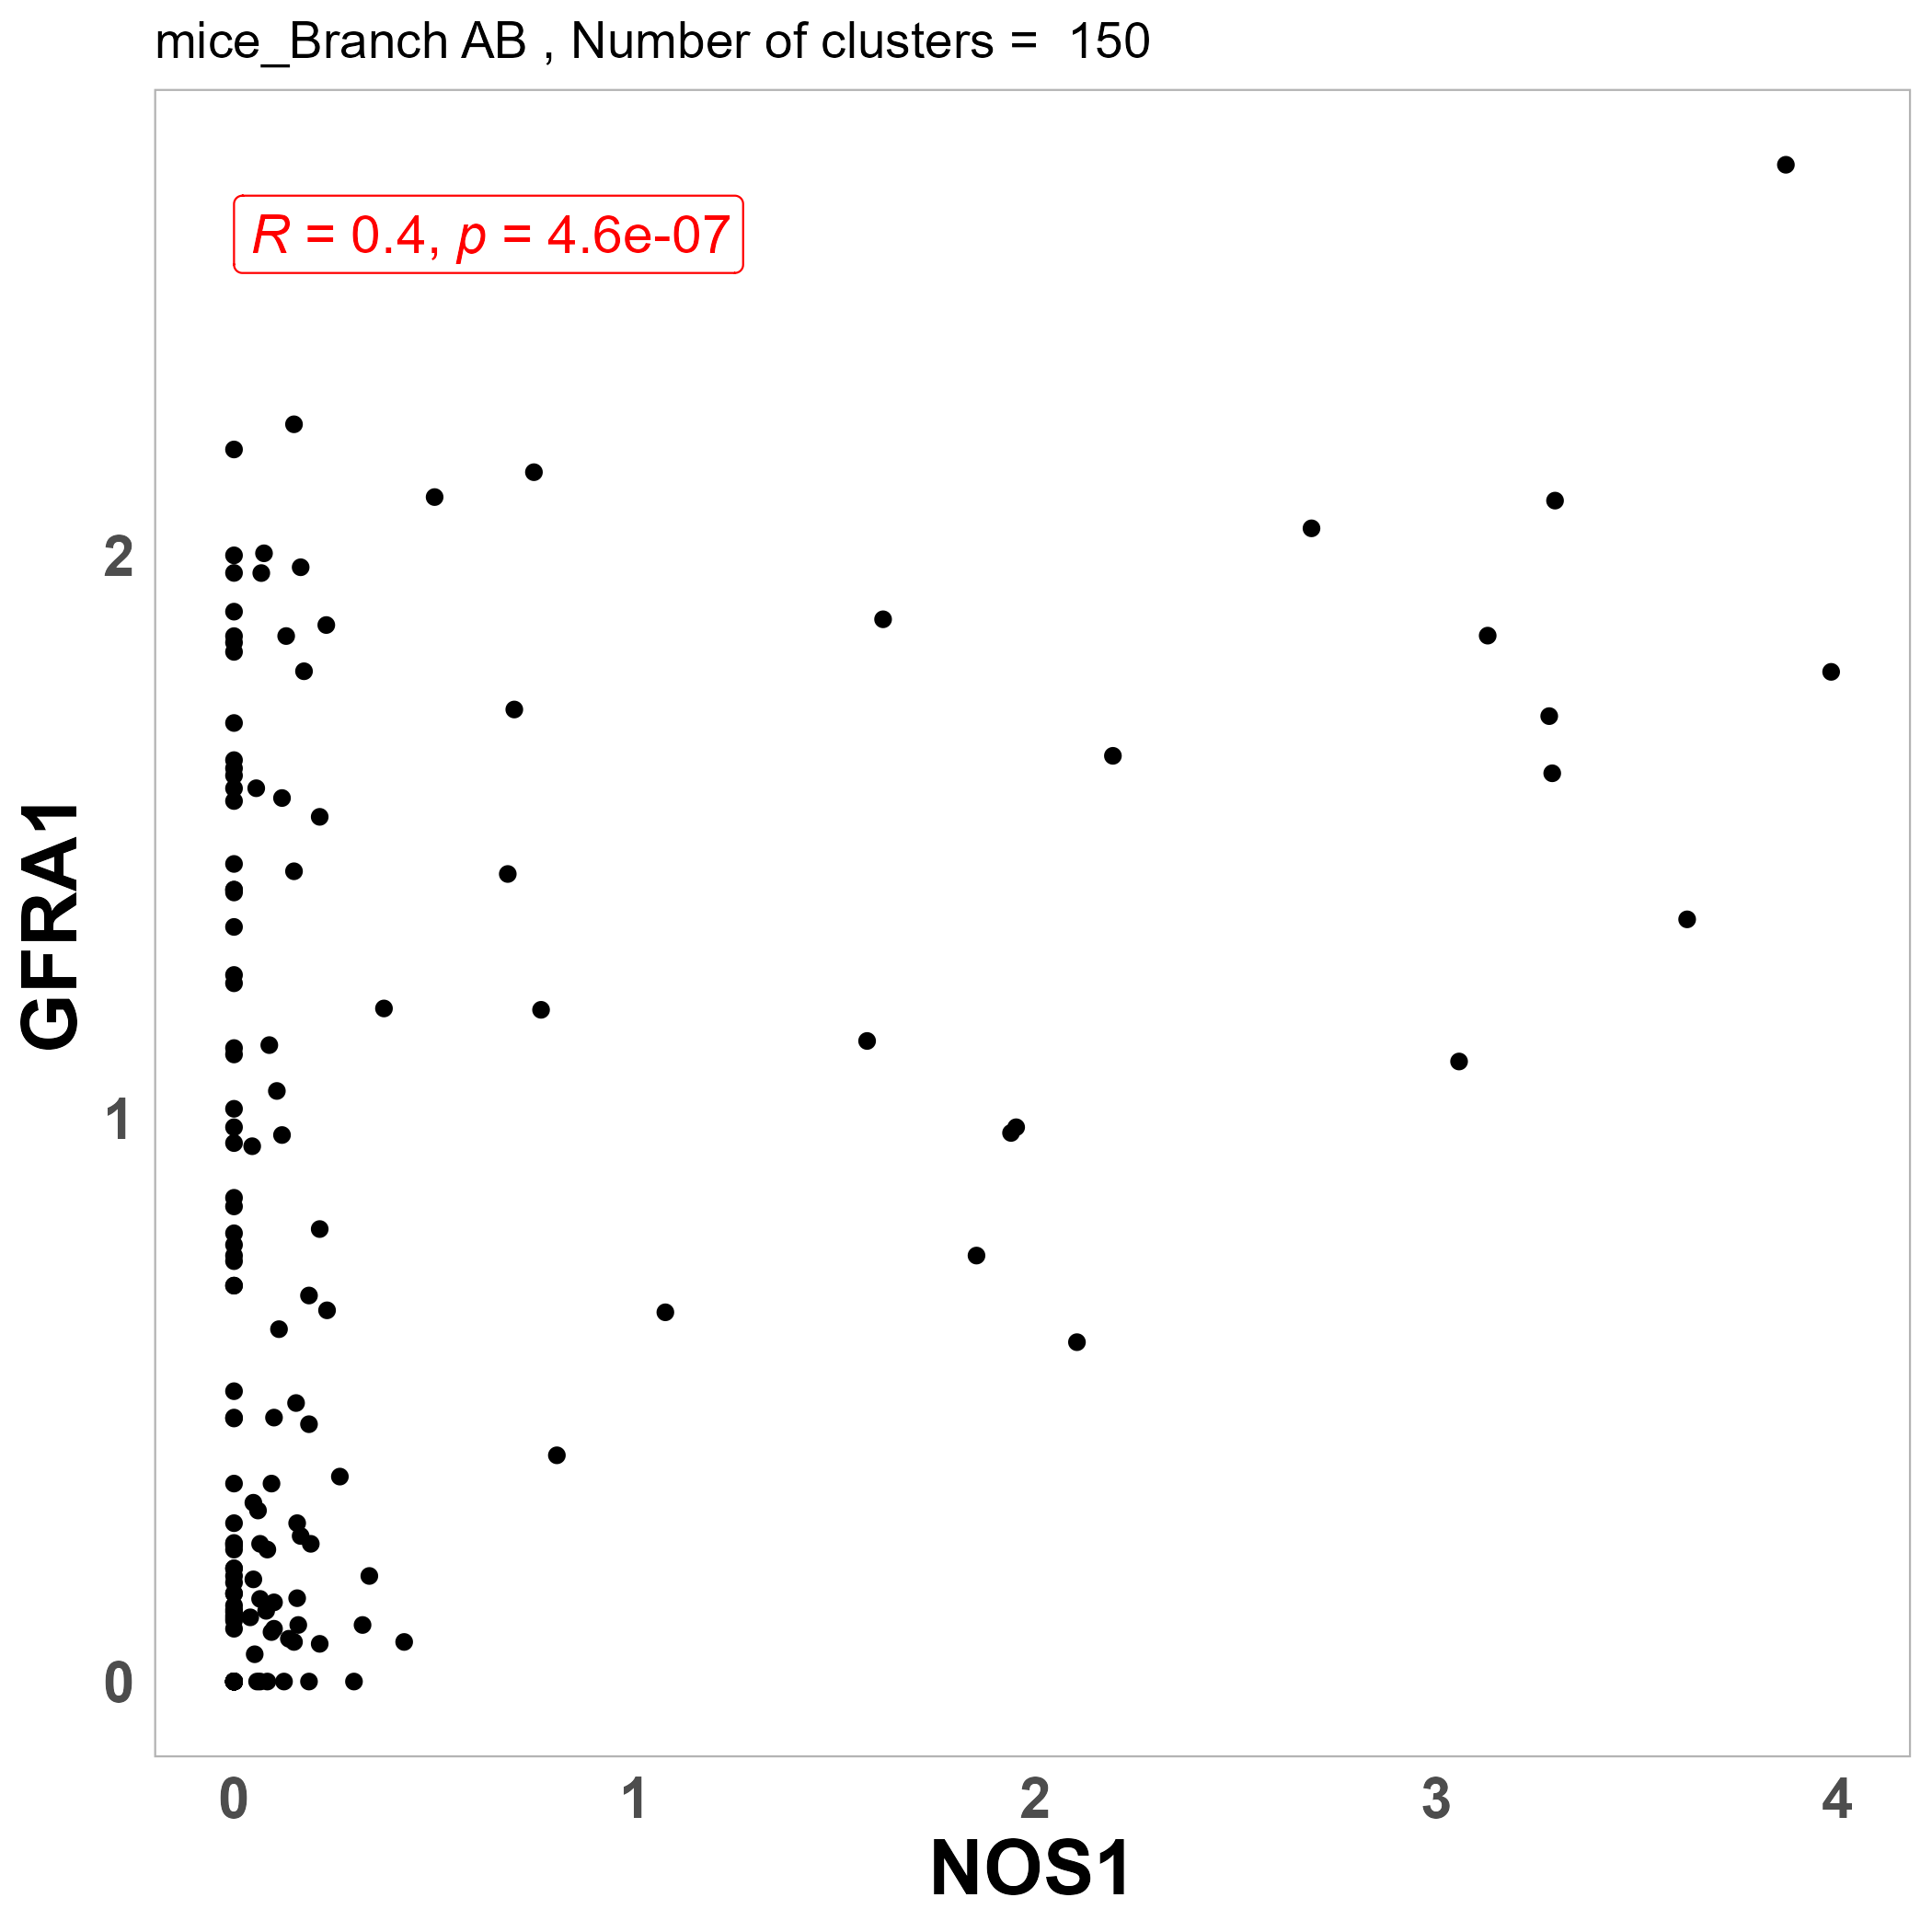 mice_Branch AB , Number of clusters =  150
R = 0.4, p = 4.6e-07
GFRA1
2
1
0
0 1 2 3 4
NOS1